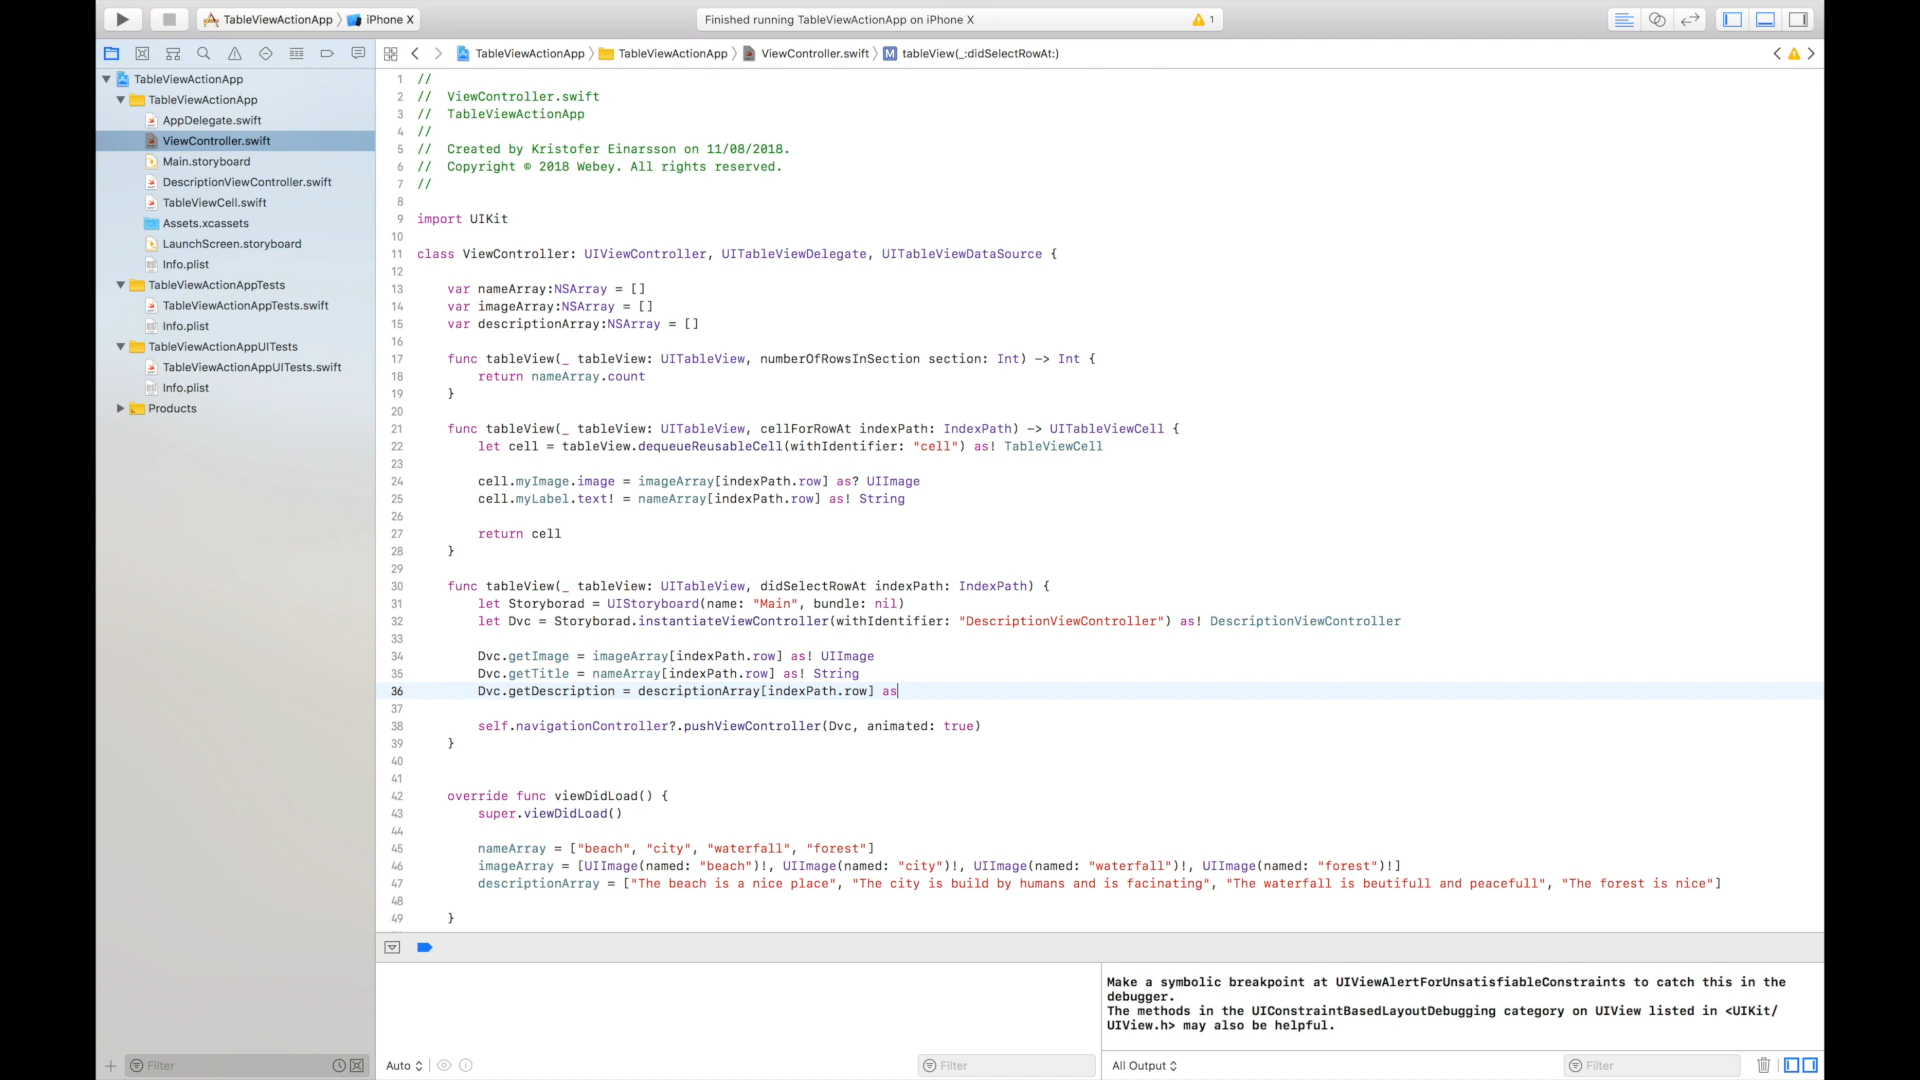 TableViewActionApp iPhone X
Finished running TableViewActionApp on iPhone X
1
TableViewActionApp TableViewActionApp ViewController.swift M tableView(_:didSelectRowAt:)
TableViewActionApp
TableViewActionApp
AppDelegate.swift
ViewController.swift
Main.storyboard
DescriptionViewController.swift
TableViewCell.swift
Assets.xcassets
LaunchScreen.storyboard
Info.plist
TableViewActionAppTests
TableViewActionAppTests.swift
Info.plist
TableViewActionAppUITests
TableViewActionAppUITests.swift
Info.plist
Products
Filter
1 //
2 //  ViewController.swift
3 //  TableViewActionApp
4 //
5 //  Created by Kristofer Einarsson on 11/08/2018.
6 //  Copyright © 2018 Webey. All rights reserved.
7 //
8
9 import UIKit
10
11 class ViewController: UIViewController, UITableViewDelegate, UITableViewDataSource {
12
13     var nameArray:NSArray = []
14     var imageArray:NSArray = []
15     var descriptionArray:NSArray = []
16
17     func tableView(_ tableView: UITableView, numberOfRowsInSection section: Int) -> Int {
18         return nameArray.count
19     }
20
21     func tableView(_ tableView: UITableView, cellForRowAt indexPath: IndexPath) -> UITableViewCell {
22         let cell = tableView.dequeueReusableCell(withIdentifier: "cell") as! TableViewCell
23
24         cell.myImage.image = imageArray[indexPath.row] as? UIImage
25         cell.myLabel.text! = nameArray[indexPath.row] as! String
26
27         return cell
28     }
29
30     func tableView(_ tableView: UITableView, didSelectRowAt indexPath: IndexPath) {
31         let Storyborad = UIStoryboard(name: "Main", bundle: nil)
32         let Dvc = Storyborad.instantiateViewController(withIdentifier: "DescriptionViewController") as! DescriptionViewController
33
34         Dvc.getImage = imageArray[indexPath.row] as! UIImage
35         Dvc.getTitle = nameArray[indexPath.row] as! String
36         Dvc.getDescription = descriptionArray[indexPath.row] as
37
38         self.navigationController?.pushViewController(Dvc, animated: true)
39     }
40
41
42     override func viewDidLoad() {
43         super.viewDidLoad()
44
45         nameArray = ["beach", "city", "waterfall", "forest"]
46         imageArray = [UIImage(named: "beach")!, UIImage(named: "city")!, UIImage(named: "waterfall")!, UIImage(named: "forest")!]
47         descriptionArray = ["The beach is a nice place", "The city is build by humans and is facinating", "The waterfall is beutifull and peacefull", "The forest is nice"]
48
49     }
Make a symbolic breakpoint at UIViewAlertForUnsatisfiableConstraints to catch this in the
debugger.
The methods in the UIConstraintBasedLayoutDebugging category on UIView listed in <UIKit/
UIView.h> may also be helpful.
Auto Filter
All Output Filter